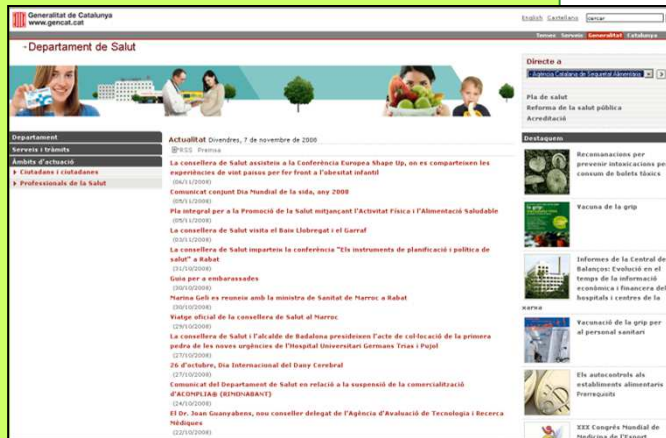 Generalitat de Catalunya
www.gencat.cat
English Castellano cercar
Temes Serveis Generalitat Catalunya
- Departament de Salut
Directe a
- Agència Catalana de Seguretat Alimentària
Pla de salut
Reforma de la salut pública
Acreditació
Departament
Serveis i tràmits
Àmbits d'actuació
Ciutadans i ciutadanes
Professionals de la Salut
Actualitat Divendres, 7 de novembre de 2008
RSS Premsa
La consellera de Salut assisteix a la Conferència Europea Shape Up, on es comparteixen les
experiències de vint països per fer front a l'obesitat infantil
(06/11/2008)
Comunicat conjunt Dia Mundial de la sida, any 2008
(05/11/2008)
Pla integral per a la Promoció de la Salut mitjançant l'Activitat Física i l'Alimentació Saludable
(05/11/2008)
La consellera de Salut visita el Baix Llobregat i el Garraf
(03/11/2008)
La consellera de Salut imparteix la conferència "Els instruments de planificació i política de
salut" a Rabat
(31/10/2008)
Guia per a embarassades
(30/10/2008)
Marina Geli es reuneix amb la ministra de Sanitat de Marroc a Rabat
(30/10/2008)
Viatge oficial de la consellera de Salut al Marroc
(29/10/2008)
La consellera de Salut i l'alcalde de Badalona presideixen l'acte de col·locació de la primera
pedra de les noves urgències de l'Hospital Universitari Germans Trias i Pujol
(27/10/2008)
26 d'octubre, Dia Internacional del Dany Cerebral
(27/10/2008)
Comunicat del Departament de Salut en relació a la suspensió de la comercialització
d'ACOMPLIA® (RIMONABANT)
(24/10/2008)
El Dr. Joan Guanyabens, nou conseller delegat de l'Agència d'Avaluació de Tecnologia i Recerca
Mèdiques
(22/10/2008)
Destaquem
Recomanacions per
prevenir intoxicacions pe
consum de bolets tòxics
Vacuna de la grip
Informes de la Central de
Balanços: Evolució en el
temps de la informació
econòmica i financera del
hospitals i centres de la
xarxa
Vacunació de la grip per
al personal sanitari
Els autocontrols als
establiments alimentaris
Prerequisits
XXX Congrés Mundial de
Medicina de l'Esport